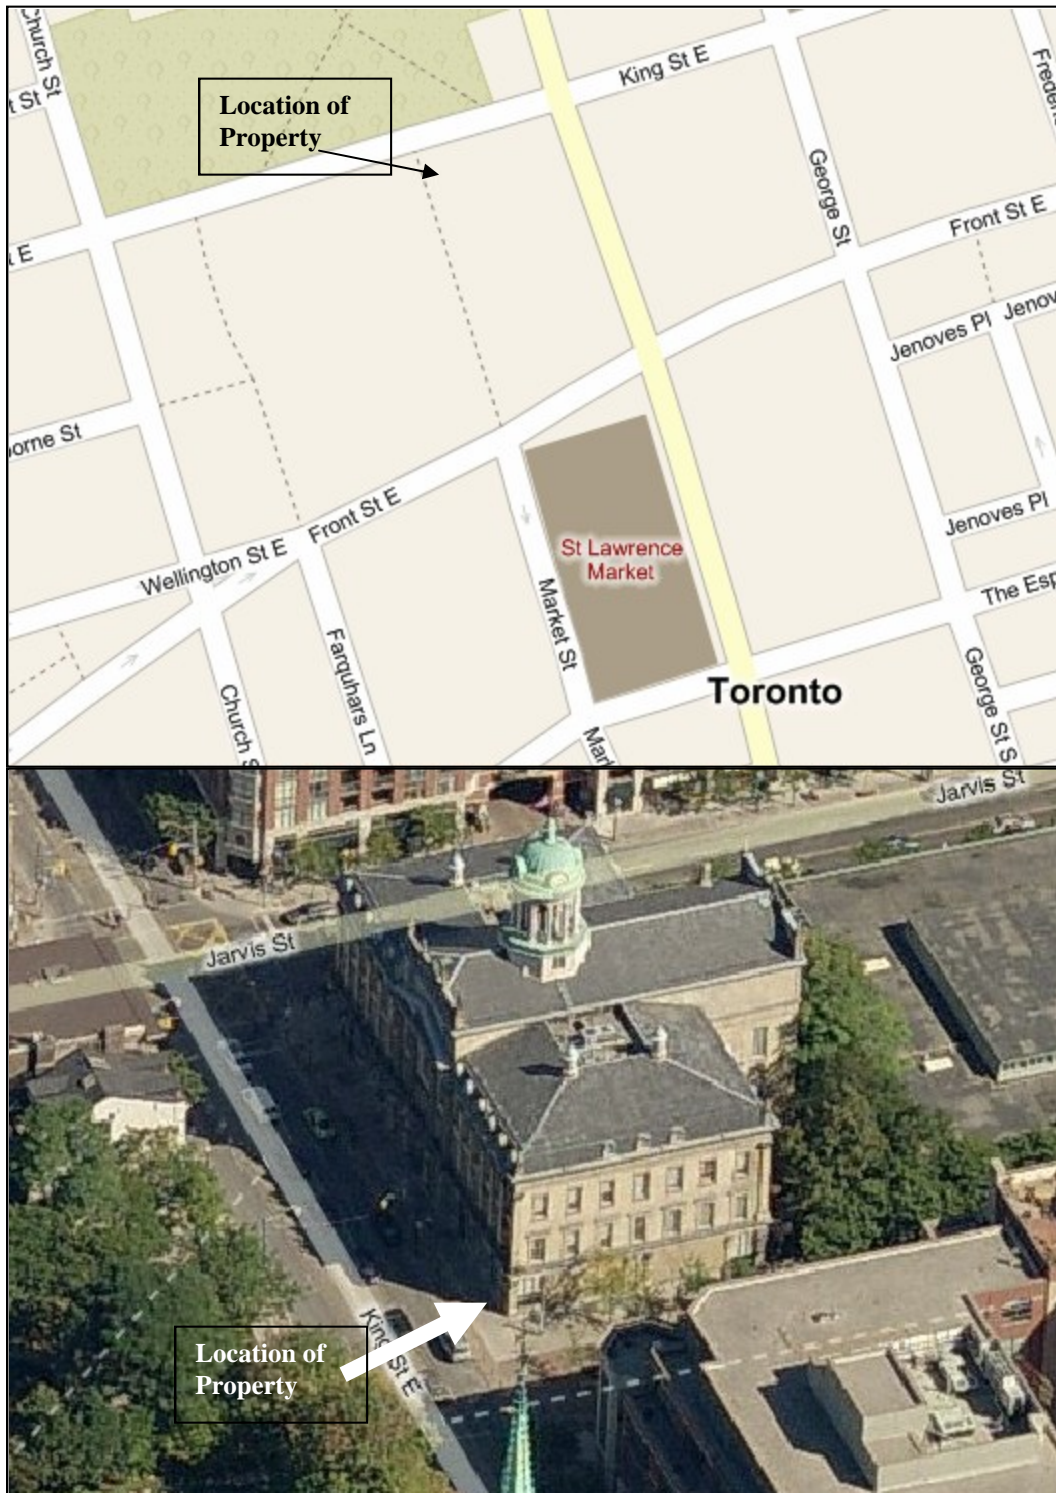 Church St
King St E
Frederi
t St
Location of
Property
George St
Front St E
t E
Jenoves Pl
Jenov
orne St
Front St E
St Lawrence
Market
Jenoves Pl
Wellington St E
Market St
The Esp
Farquhars Ln
Toronto
Church S
George St S
Mark
Jarvis St
Jarvis St
King St E
Location of
Property